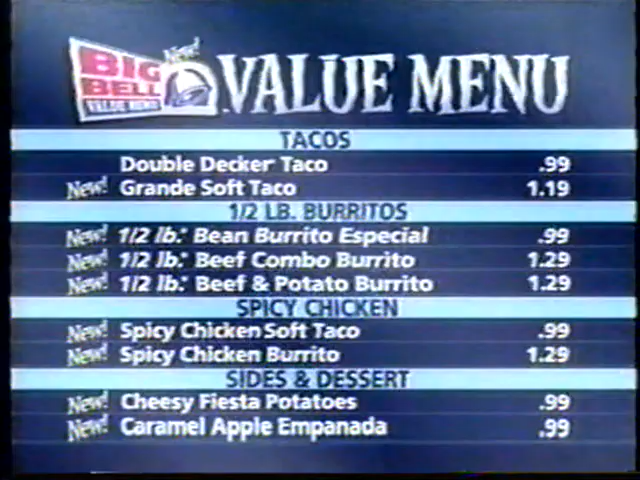 BIG BELL VALUE MENU New! VALUE MENU
TACOS
Double Decker Taco .99
New! Grande Soft Taco 1.19
1/2 LB. BURRITOS
New! 1/2 lb.* Bean Burrito Especial .99
New! 1/2 lb.* Beef Combo Burrito 1.29
New! 1/2 lb.* Beef & Potato Burrito 1.29
SPICY CHICKEN
New! Spicy Chicken Soft Taco .99
New! Spicy Chicken Burrito 1.29
SIDES & DESSERT
New! Cheesy Fiesta Potatoes .99
New! Caramel Apple Empanada .99